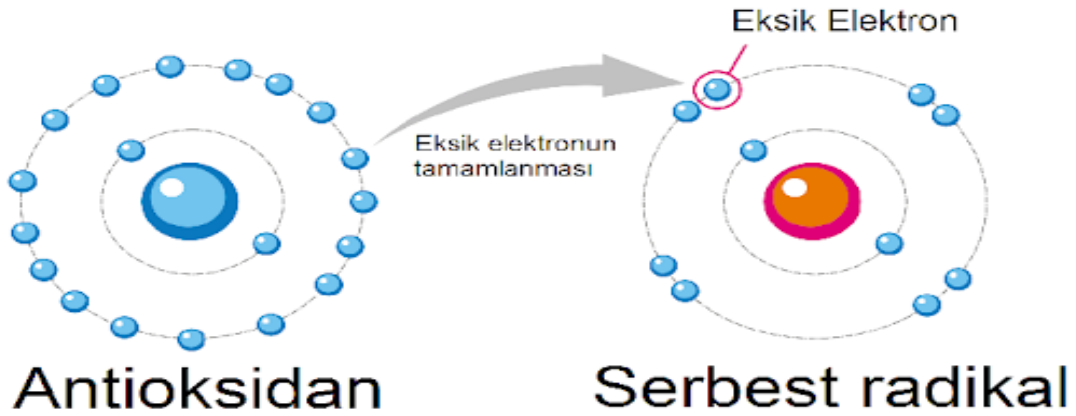 Eksik Elektron
Eksik elektronun
tamamlanması
Antioksidan
Serbest radikal